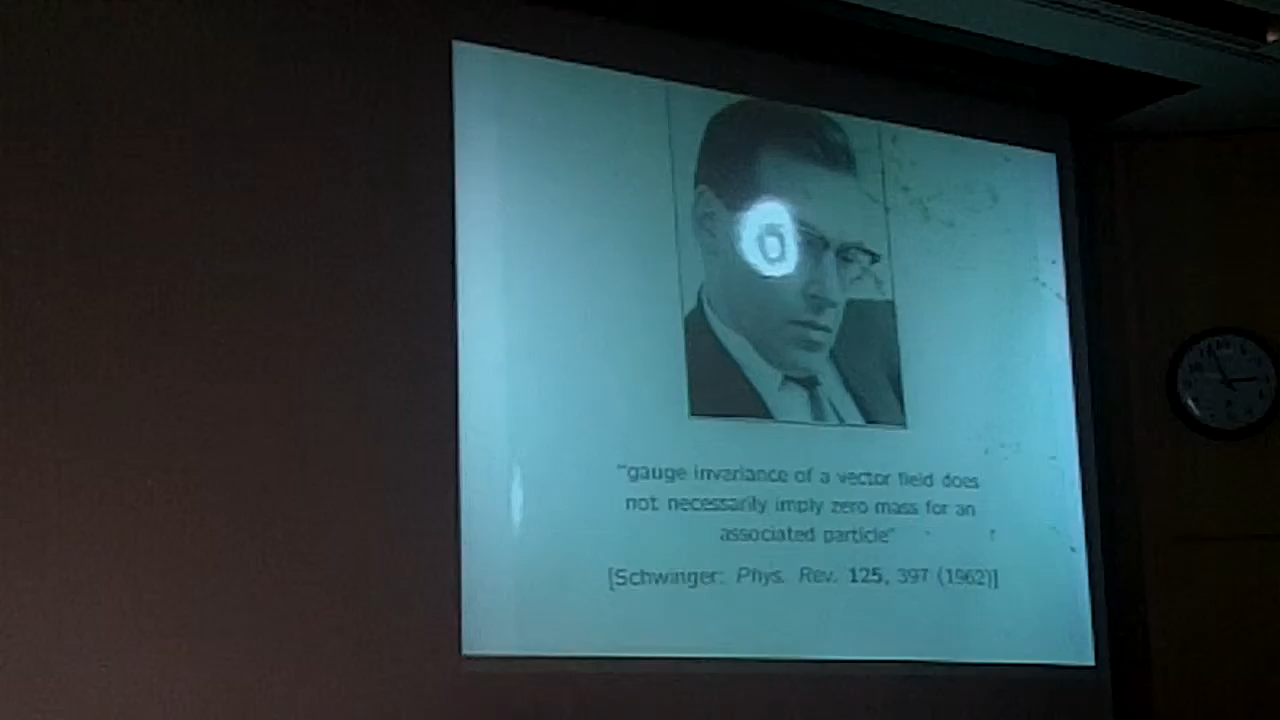 "gauge invariance of a vector field does
not necessarily imply zero mass for an
associated particle"
[Schwinger: Phys. Rev. 125, 397 (1962)]